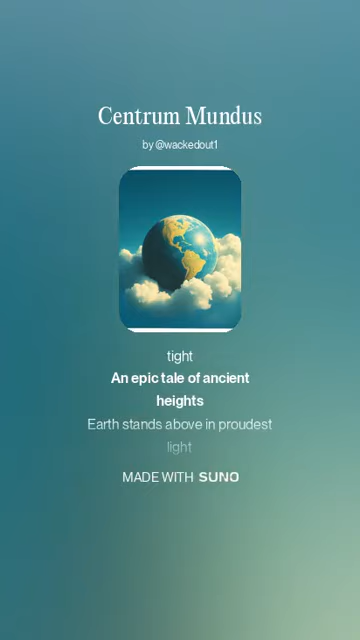 Centrum Mundus
by @wackedout1
tight
An epic tale of ancient
heights
Earth stands above in proudest
light
MADE WITH SUNO